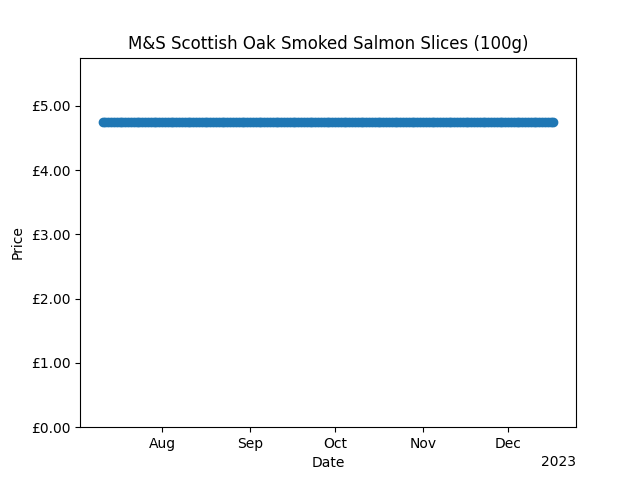 M&S Scottish Oak Smoked Salmon Slices (100g)
£5.00
£4.00
£3.00
£2.00
£1.00
£0.00
Price
Aug Sep Oct Nov Dec
Date
2023